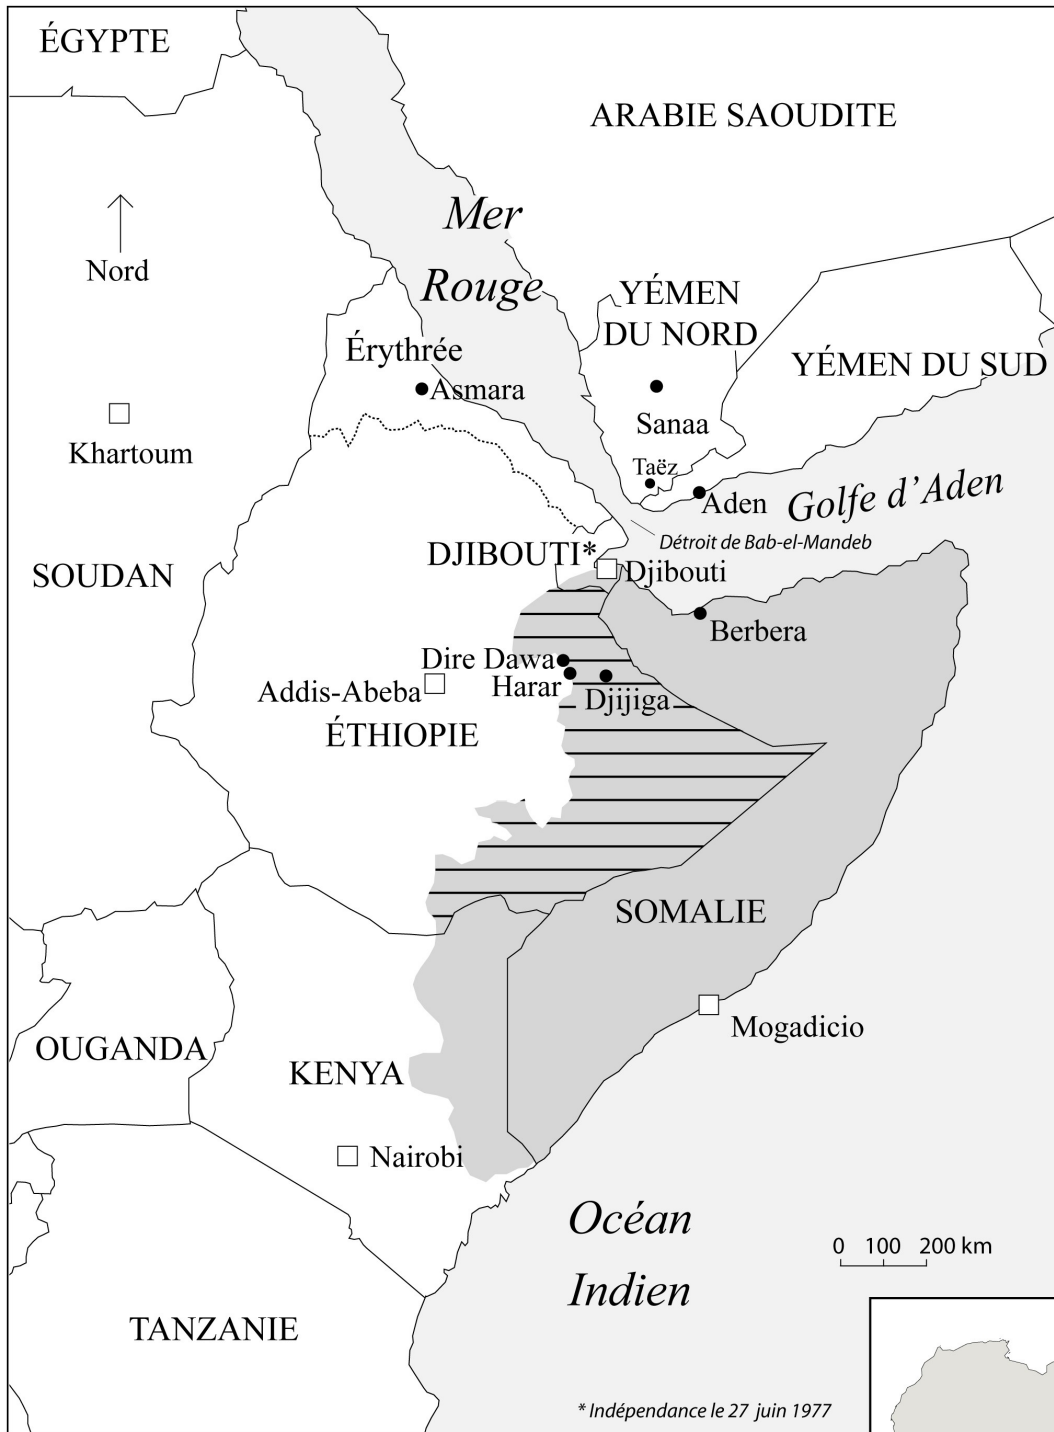 ÉGYPTE
ARABIE SAOUDITE
Mer
Rouge
Nord
YÉMEN
DU NORD
Érythrée
YÉMEN DU SUD
Asmara
Sanaa
Khartoum
Taëz
Aden
Golfe d’Aden
Détroit de Bab-el-Mandeb
DJIBOUTI*
Djibouti
SOUDAN
Berbera
Dire Dawa
Harar
Addis-Abeba
Djijiga
ÉTHIOPIE
SOMALIE
Mogadicio
OUGANDA
KENYA
Nairobi
Océan
Indien
0 100 200 km
TANZANIE
* Indépendance le 27 juin 1977